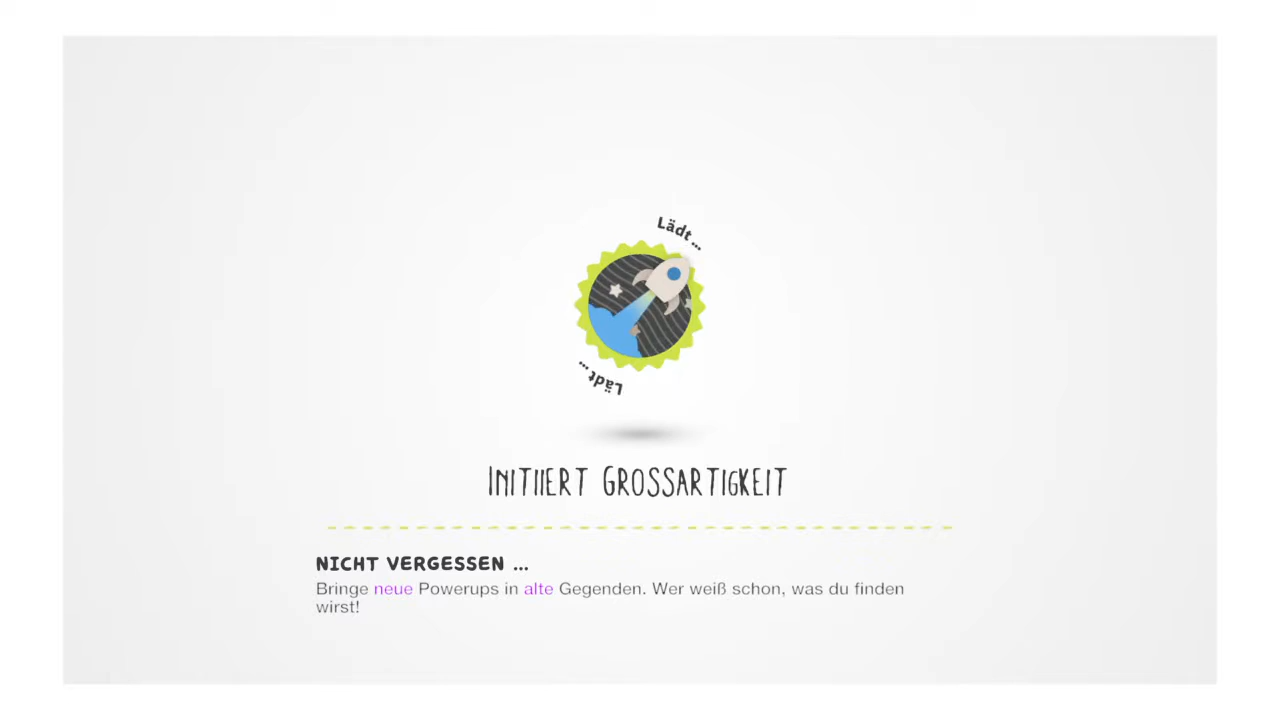 Lädt ...
Lädt ...
INITIIERT GROSSARTIGKEIT
NICHT VERGESSEN ...
Bringe neue Powerups in alte Gegenden. Wer weiß schon, was du finden
wirst!